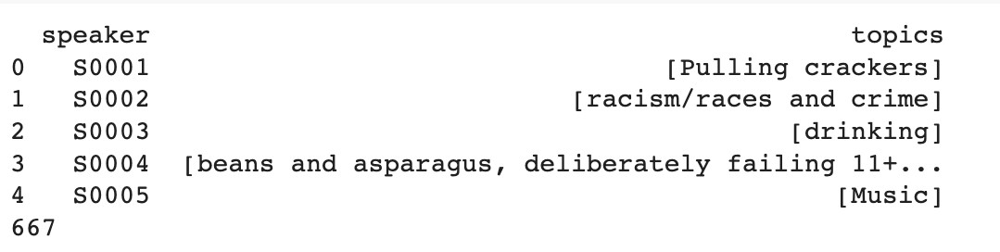 speaker topics
0 S0001 [Pulling crackers]
1 S0002 [racism/races and crime]
2 S0003 [drinking]
3 S0004 [beans and asparagus, deliberately failing 11+...
4 S0005 [Music]
667